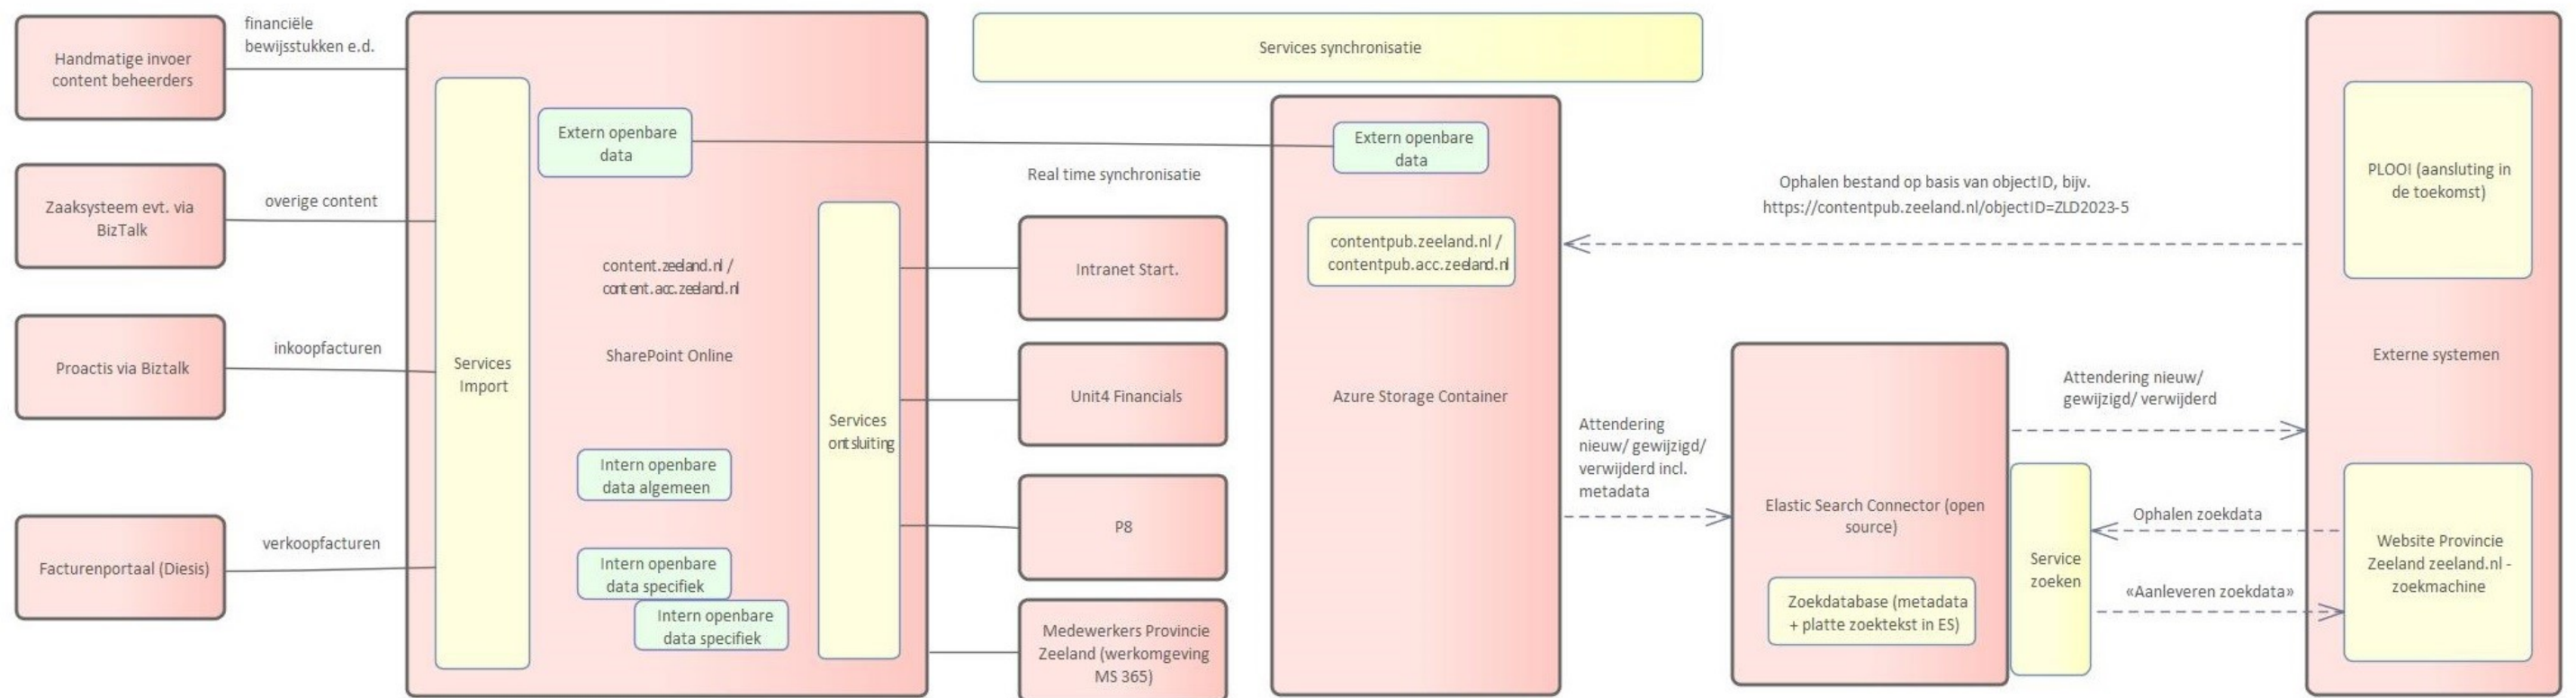 financiële
bewijsstukken e.d.
Handmatige invoer
content beheerders
Zaaksysteem evt. via
BizTalk
overige content
Proactis via Biztalk
inkoopfacturen
Facturenportaal (Diesis)
verkoopfacturen
Services
Import
Extern openbare
data
content.zeeland.nl /
content.acc.zeeland.nl
SharePoint Online
Intern openbare
data algemeen
Intern openbare
data specifiek
Intern openbare
data specifiek
Services
ontsluiting
Services synchronisatie
Real time synchronisatie
Intranet Start.
Unit4 Financials
P8
Medewerkers Provincie
Zeeland (werkomgeving
MS 365)
Extern openbare
data
contentpub.zeeland.nl /
contentpub.acc.zeeland.nl
Azure Storage Container
Ophalen bestand op basis van objectID, bijv.
https://contentpub.zeeland.nl/objectID=ZLD2023-5
Attendering
nieuw/ gewijzigd/
verwijderd incl.
metadata
Elastic Search Connector (open
source)
Zoekdatabase (metadata
+ platte zoektekst in ES)
Service
zoeken
Attendering nieuw/
gewijzigd/ verwijderd
Ophalen zoekdata
«Aanleveren zoekdata»
PLOOI (aansluting in
de toekomst)
Externe systemen
Website Provincie
Zeeland zeeland.nl -
zoekmachine